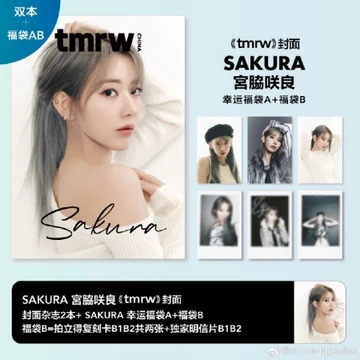 双本
+
福袋AB
tmrw
CHINA
Sakura
《tmrw》封面
SAKURA
宮脇咲良
幸运福袋A+福袋B
SAKURA 宮脇咲良《tmrw》封面
封面杂志2本+ SAKURA 幸运福袋A+福袋B
福袋B=拍立得复刻卡B1B2共两张+独家明信片B1B2